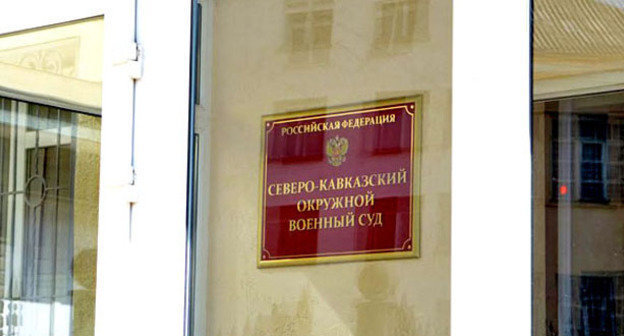 РОССИЙСКАЯ ФЕДЕРАЦИЯ
СЕВЕРО-КАВКАЗСКИЙ
ОКРУЖНОЙ
ВОЕННЫЙ СУД